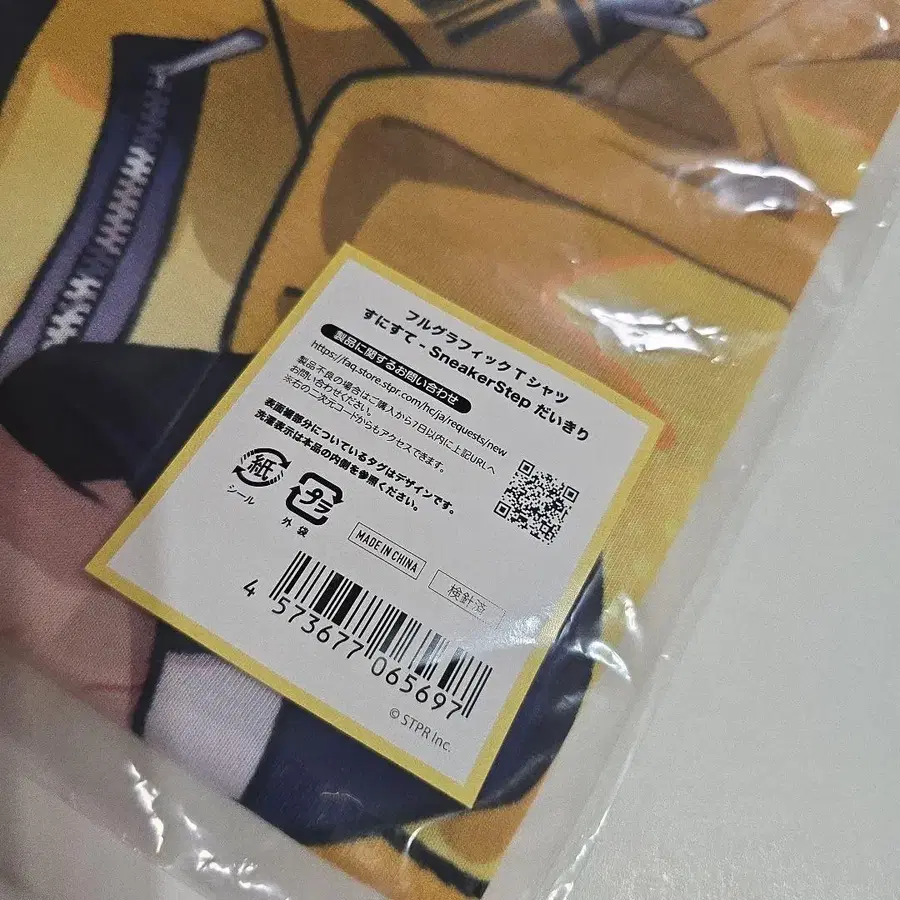 フルグラフィックTシャツ
すにすて - SneakerStep だいきり
製品に関するお問い合わせ
https://faq.store.stpr.com/hc/ja/requests/new
製品不良の場合はご購入から7日以内に上記URLへ
お問い合わせください。
※右の二次元コードからもアクセスできます。
表面編部分についているタグはデザインです。
洗濯表示は本品の内側を参照ください。
紙
シール
プラ
外袋
MADE IN CHINA
検針済
4 573677 065697
© STPR Inc.